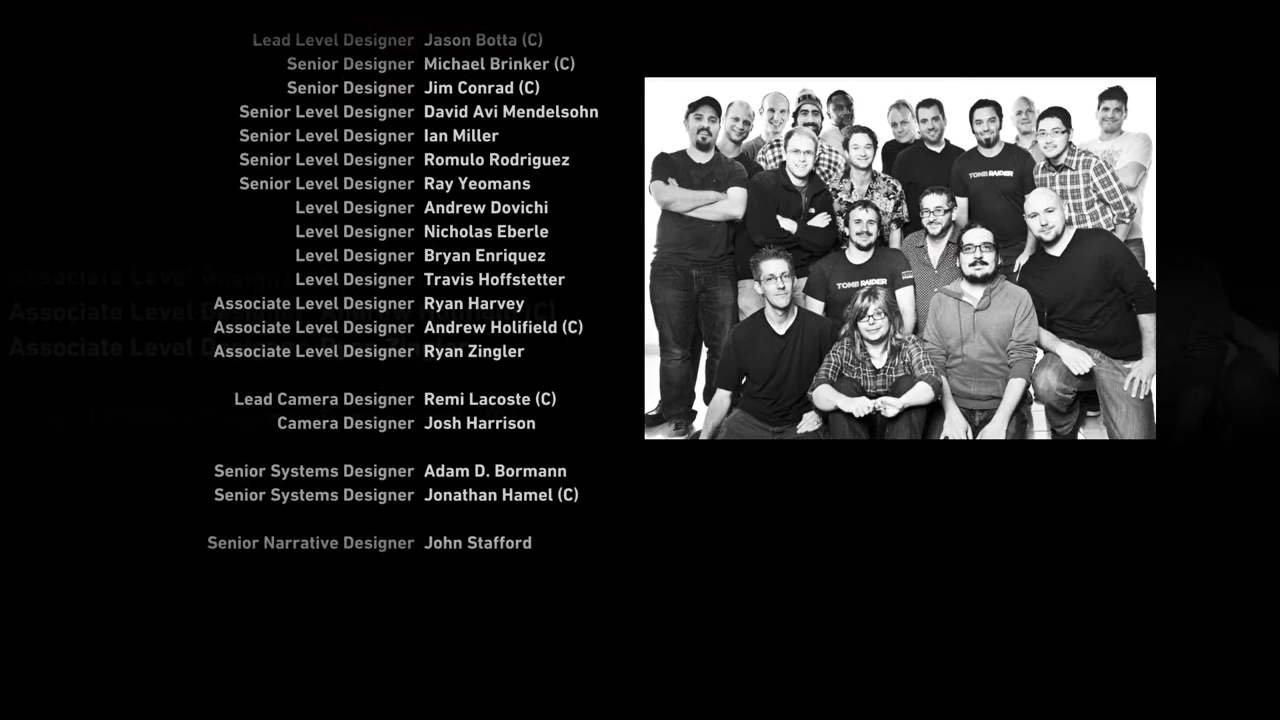 Lead Level Designer Jason Botta (C)
Senior Designer Michael Brinker (C)
Senior Designer Jim Conrad (C)
Senior Level Designer David Avi Mendelsohn
Senior Level Designer Ian Miller
Senior Level Designer Romulo Rodriguez
Senior Level Designer Ray Yeomans
Level Designer Andrew Dovichi
Level Designer Nicholas Eberle
Level Designer Bryan Enriquez
Level Designer Travis Hoffstetter
Associate Level Designer Ryan Harvey
Associate Level Designer Andrew Holifield (C)
Associate Level Designer Ryan Zingler
Lead Camera Designer Remi Lacoste (C)
Camera Designer Josh Harrison
Senior Systems Designer Adam D. Bormann
Senior Systems Designer Jonathan Hamel (C)
Senior Narrative Designer John Stafford
TOMB RAIDER
TOMB RAIDER